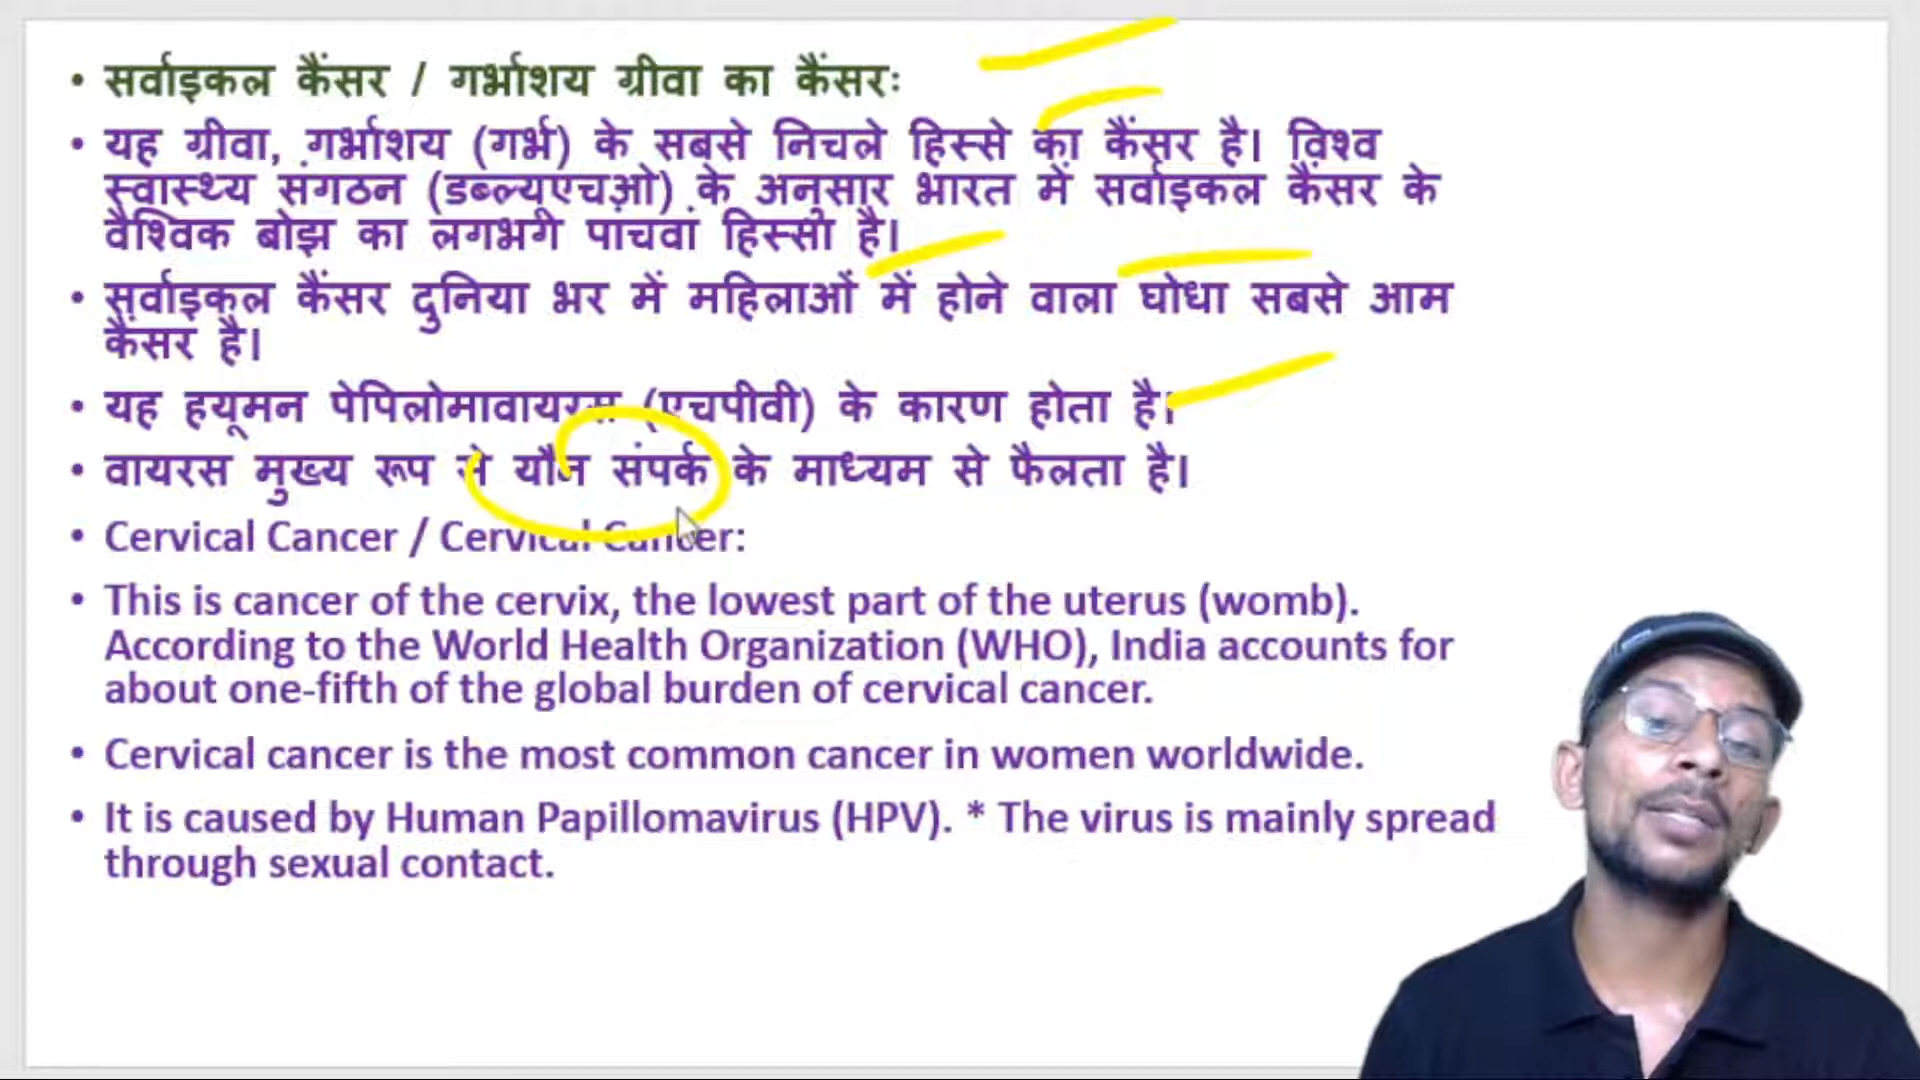 • सर्वाइकल कैंसर / गर्भाशय ग्रीवा का कैंसरः
• यह ग्रीवा, गर्भाशय (गर्भ) के सबसे निचले हिस्से का कैंसर है। विश्व
स्वास्थ्य संगठन (डब्ल्यूएचओ) के अनुसार भारत में सर्वाइकल कैंसर के
वैश्विक बोझ का लगभग पांचवां हिस्सा है।
• सर्वाइकल कैंसर दुनिया भर में महिलाओं में होने वाला घोधा सबसे आम
कैंसर है।
• यह हयूमन पेपिलोमावायरस (एचपीवी) के कारण होता है।
• वायरस मुख्य रूप से यौन संपर्क के माध्यम से फैलता है।
• Cervical Cancer / Cervical Cancer:
• This is cancer of the cervix, the lowest part of the uterus (womb).
According to the World Health Organization (WHO), India accounts for
about one-fifth of the global burden of cervical cancer.
• Cervical cancer is the most common cancer in women worldwide.
• It is caused by Human Papillomavirus (HPV). * The virus is mainly spread
through sexual contact.